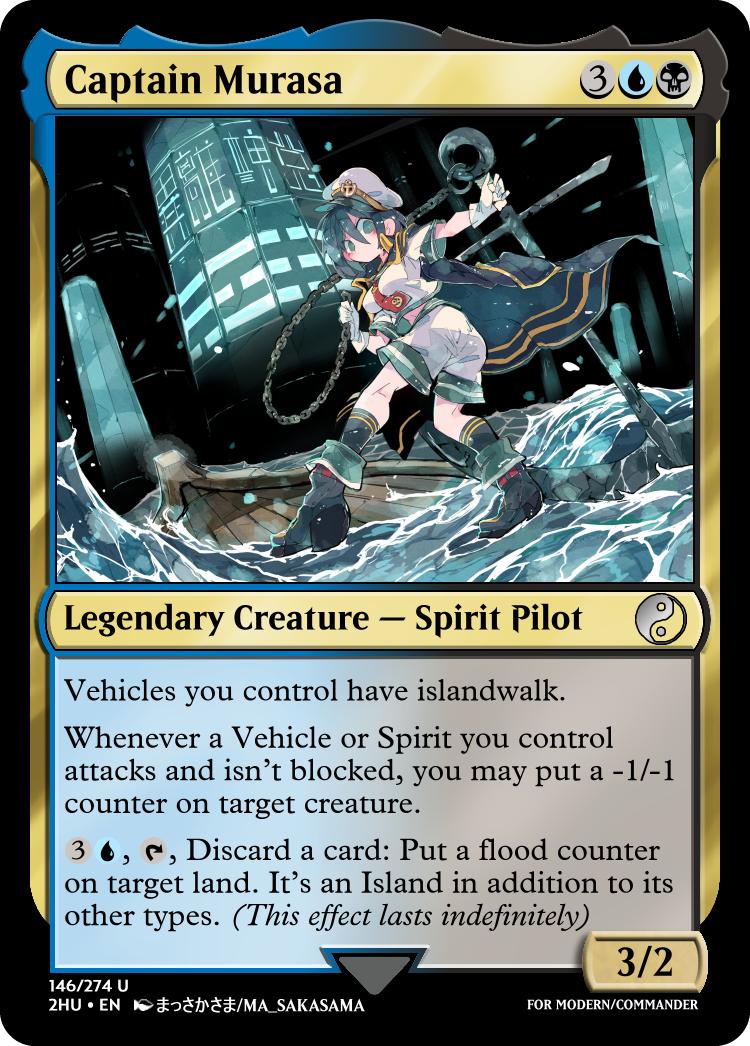 Captain Murasa 3
Legendary Creature — Spirit Pilot
Vehicles you control have islandwalk.
Whenever a Vehicle or Spirit you control
attacks and isn't blocked, you may put a -1/-1
counter on target creature.
3 , , Discard a card: Put a flood counter
on target land. It's an Island in addition to its
other types. (This effect lasts indefinitely)
3/2
146/274 U
2HU • EN まっさかさま/MA_SAKASAMA
FOR MODERN/COMMANDER